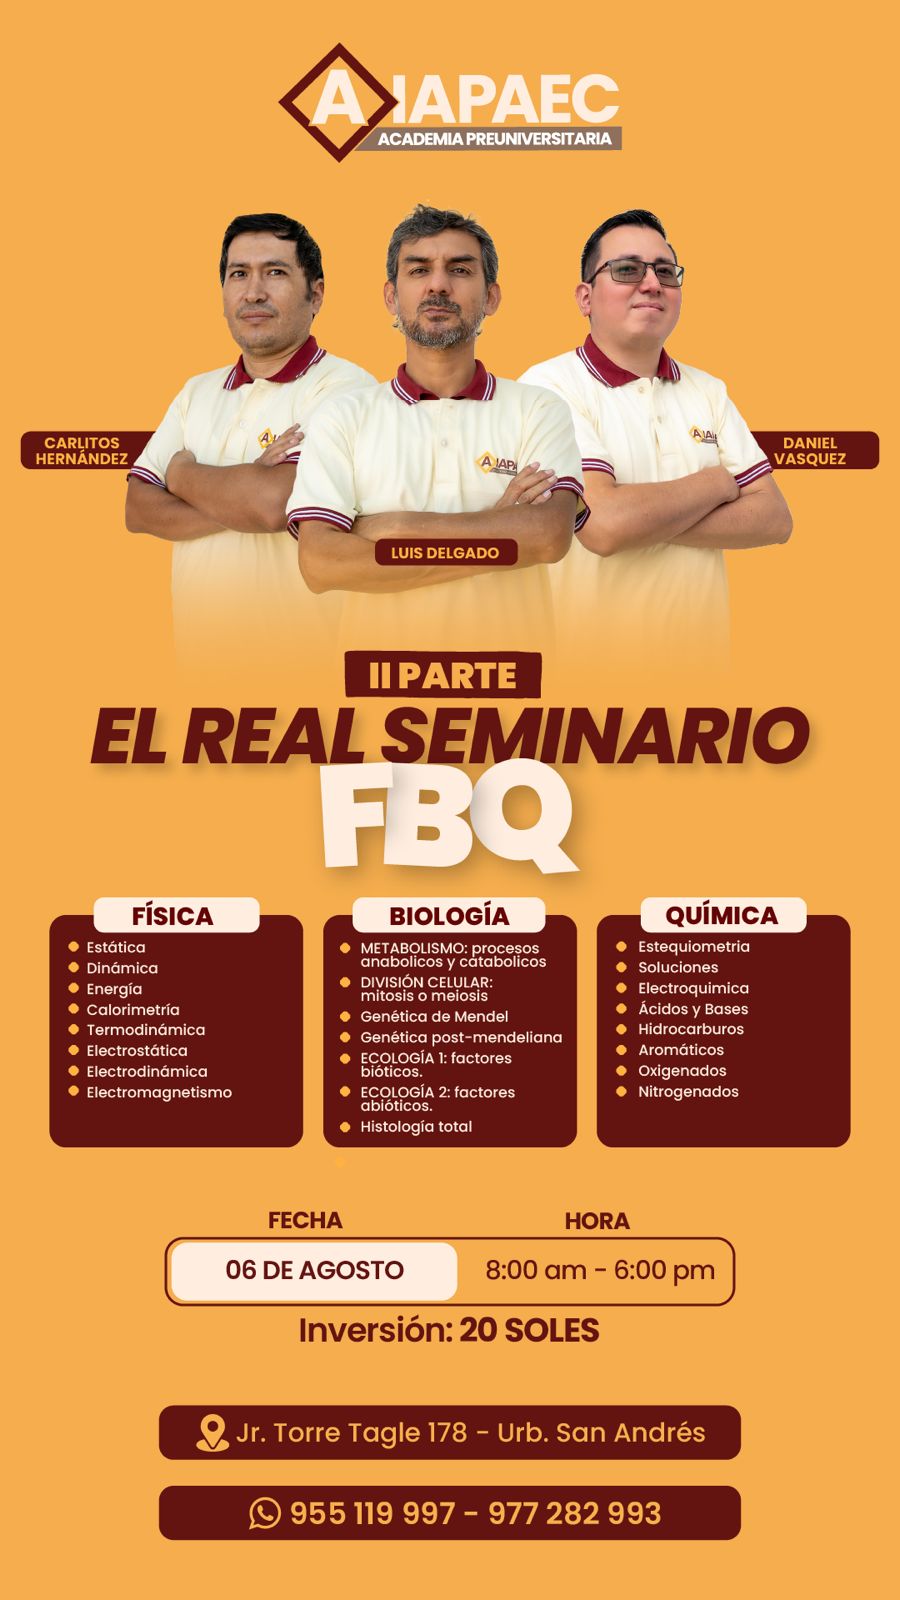 AIAPAEC
ACADEMIA PREUNIVERSITARIA
CARLITOS
HERNÁNDEZ
DANIEL
VASQUEZ
LUIS DELGADO
II PARTE
EL REAL SEMINARIO
FBQ
FÍSICA
Estática
Dinámica
Energía
Calorimetría
Termodinámica
Electrostática
Electrodinámica
Electromagnetismo
BIOLOGÍA
METABOLISMO: procesos
anabolicos y catabolicos
DIVISIÓN CELULAR:
mitosis o meiosis
Genética de Mendel
Genética post-mendeliana
ECOLOGÍA 1: factores
bióticos.
ECOLOGÍA 2: factores
abióticos.
Histología total
QUÍMICA
Estequiometria
Soluciones
Electroquimica
Ácidos y Bases
Hidrocarburos
Aromáticos
Oxigenados
Nitrogenados
FECHA
HORA
06 DE AGOSTO
8:00 am - 6:00 pm
Inversión: 20 SOLES
Jr. Torre Tagle 178 - Urb. San Andrés
955 119 997 - 977 282 993